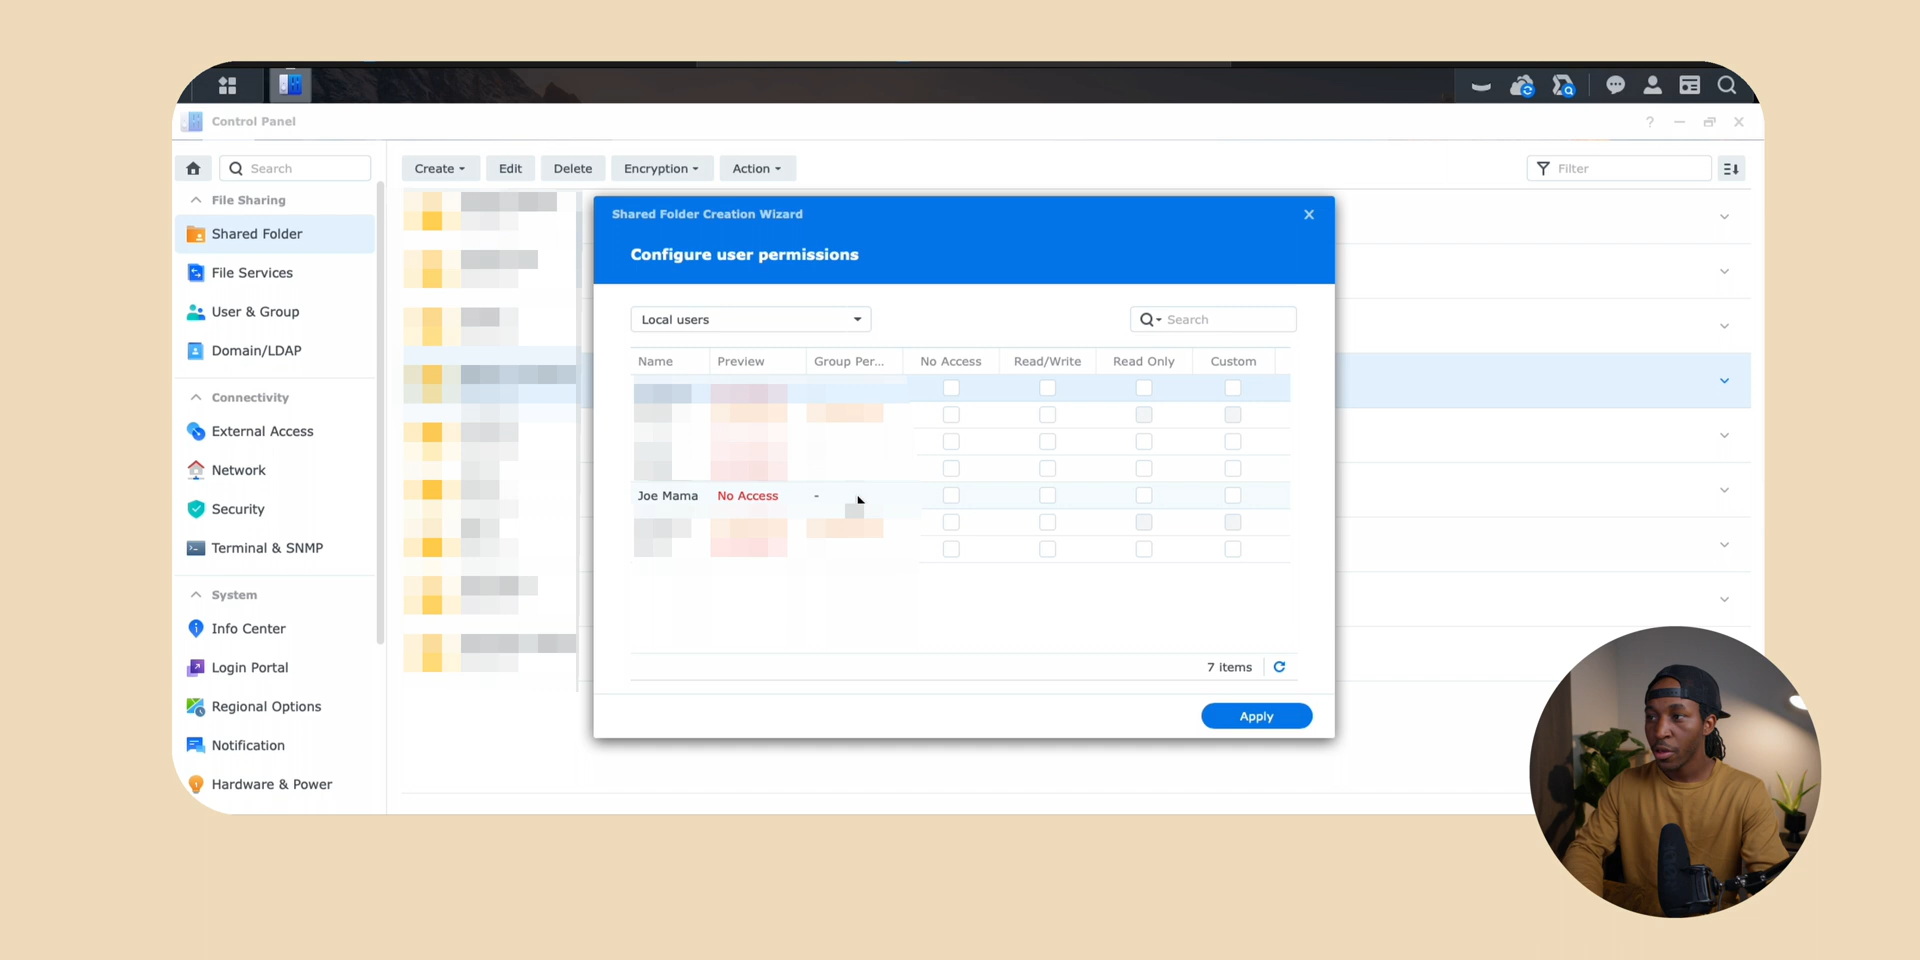 Control Panel
?
Search
Create
Edit
Delete
Encryption
Action
Filter
File Sharing
Shared Folder
File Services
User & Group
Domain/LDAP
Connectivity
External Access
Network
Security
Terminal & SNMP
System
Info Center
Login Portal
Regional Options
Notification
Hardware & Power
Shared Folder Creation Wizard
Configure user permissions
Local users
Search
Name Preview Group Per... No Access Read/Write Read Only Custom
Joe Mama No Access -
7 items
Apply